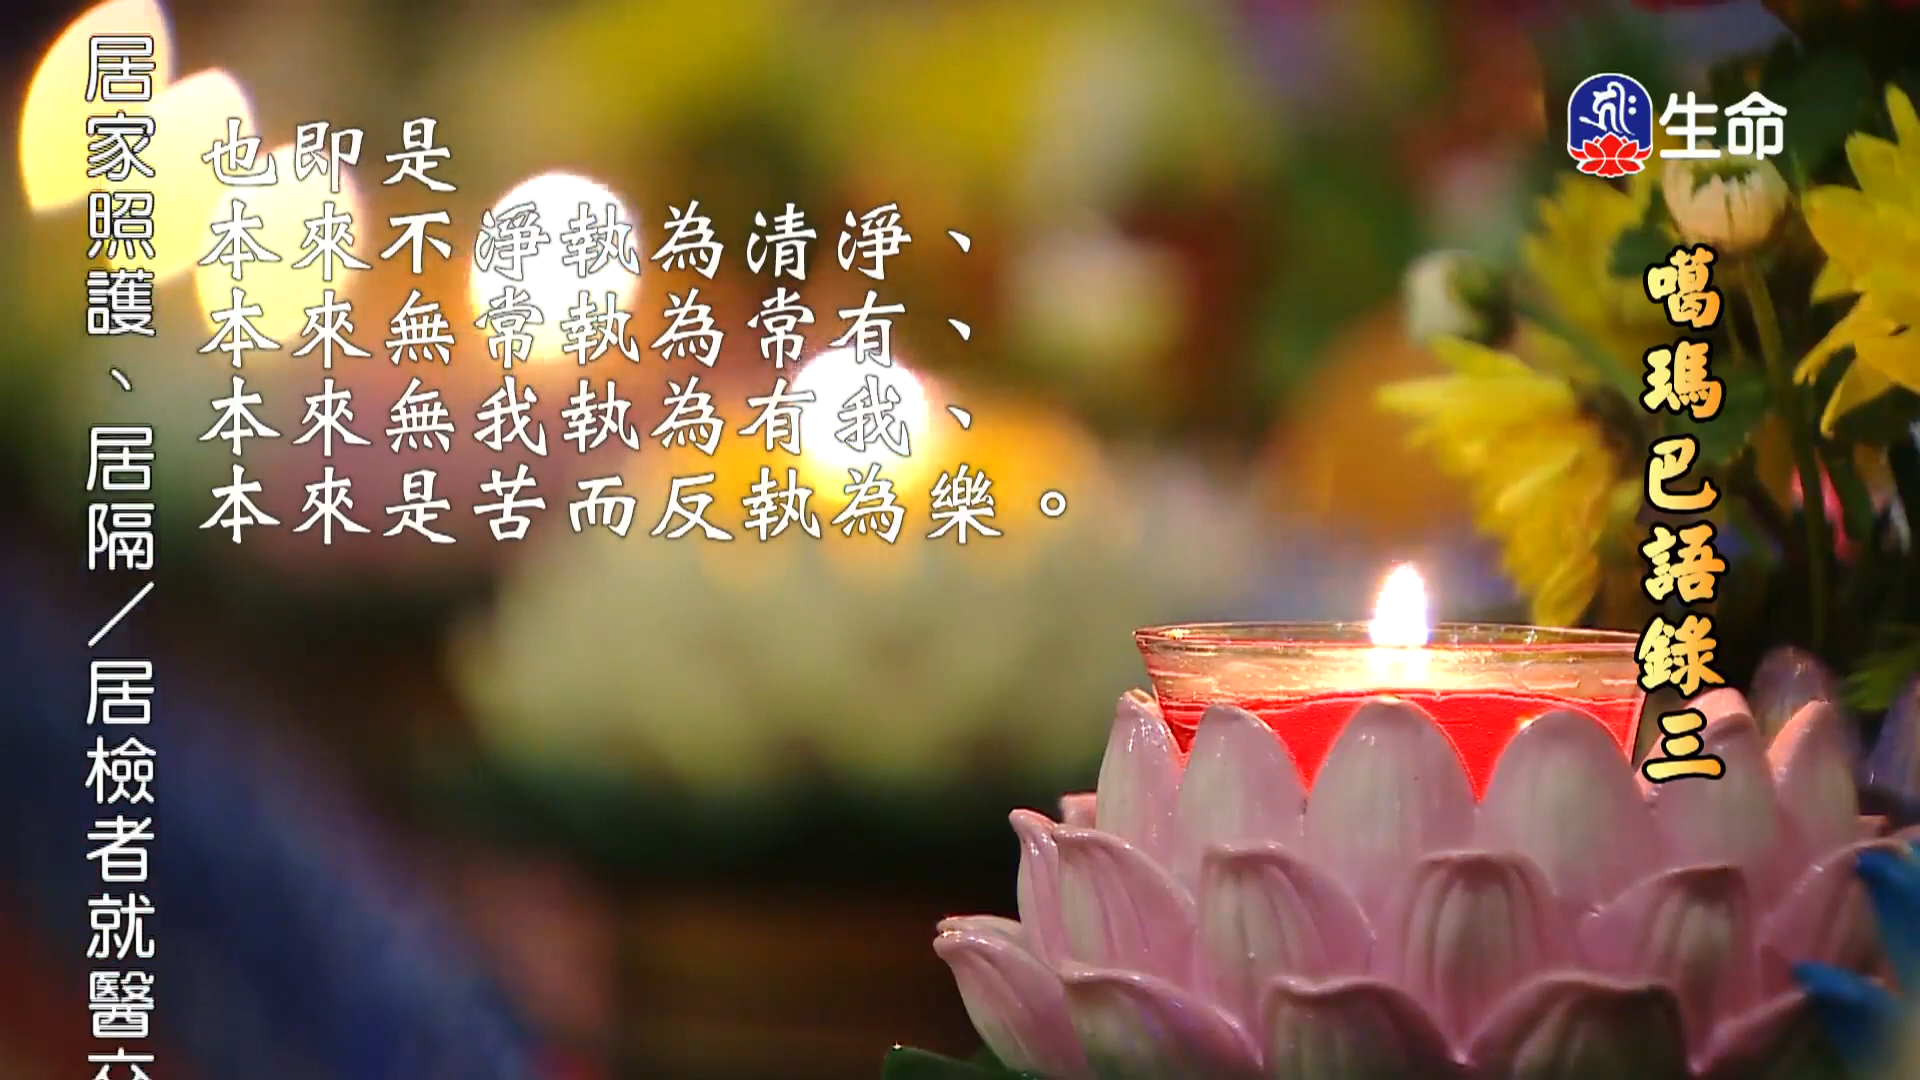 居家照護、居隔/居檢者就醫
也即是
本來不淨執為清淨、
本來無常執為常有、
本來無我執為有我、
本來是苦而反執為樂。
生命
噶瑪巴語錄三